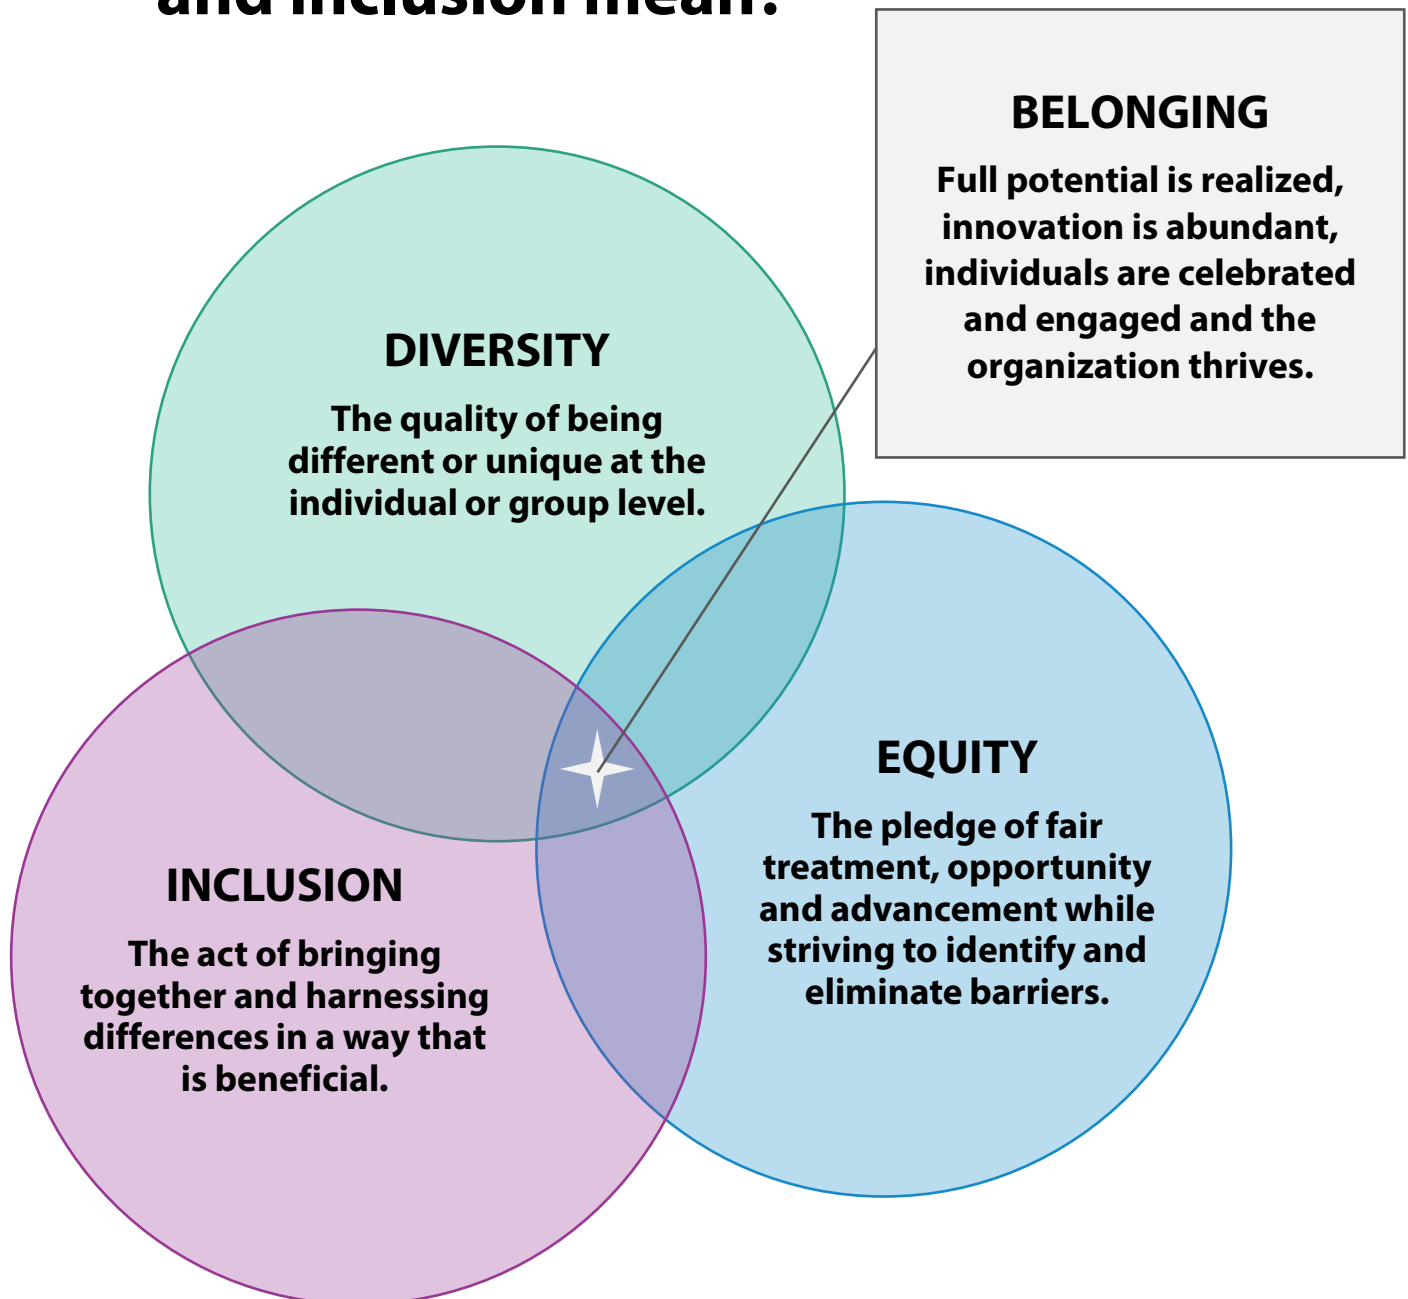 and inclusion mean?
BELONGING
Full potential is realized,
innovation is abundant,
individuals are celebrated
and engaged and the
organization thrives.
DIVERSITY
The quality of being
different or unique at the
individual or group level.
EQUITY
The pledge of fair
treatment, opportunity
and advancement while
striving to identify and
eliminate barriers.
INCLUSION
The act of bringing
together and harnessing
differences in a way that
is beneficial.